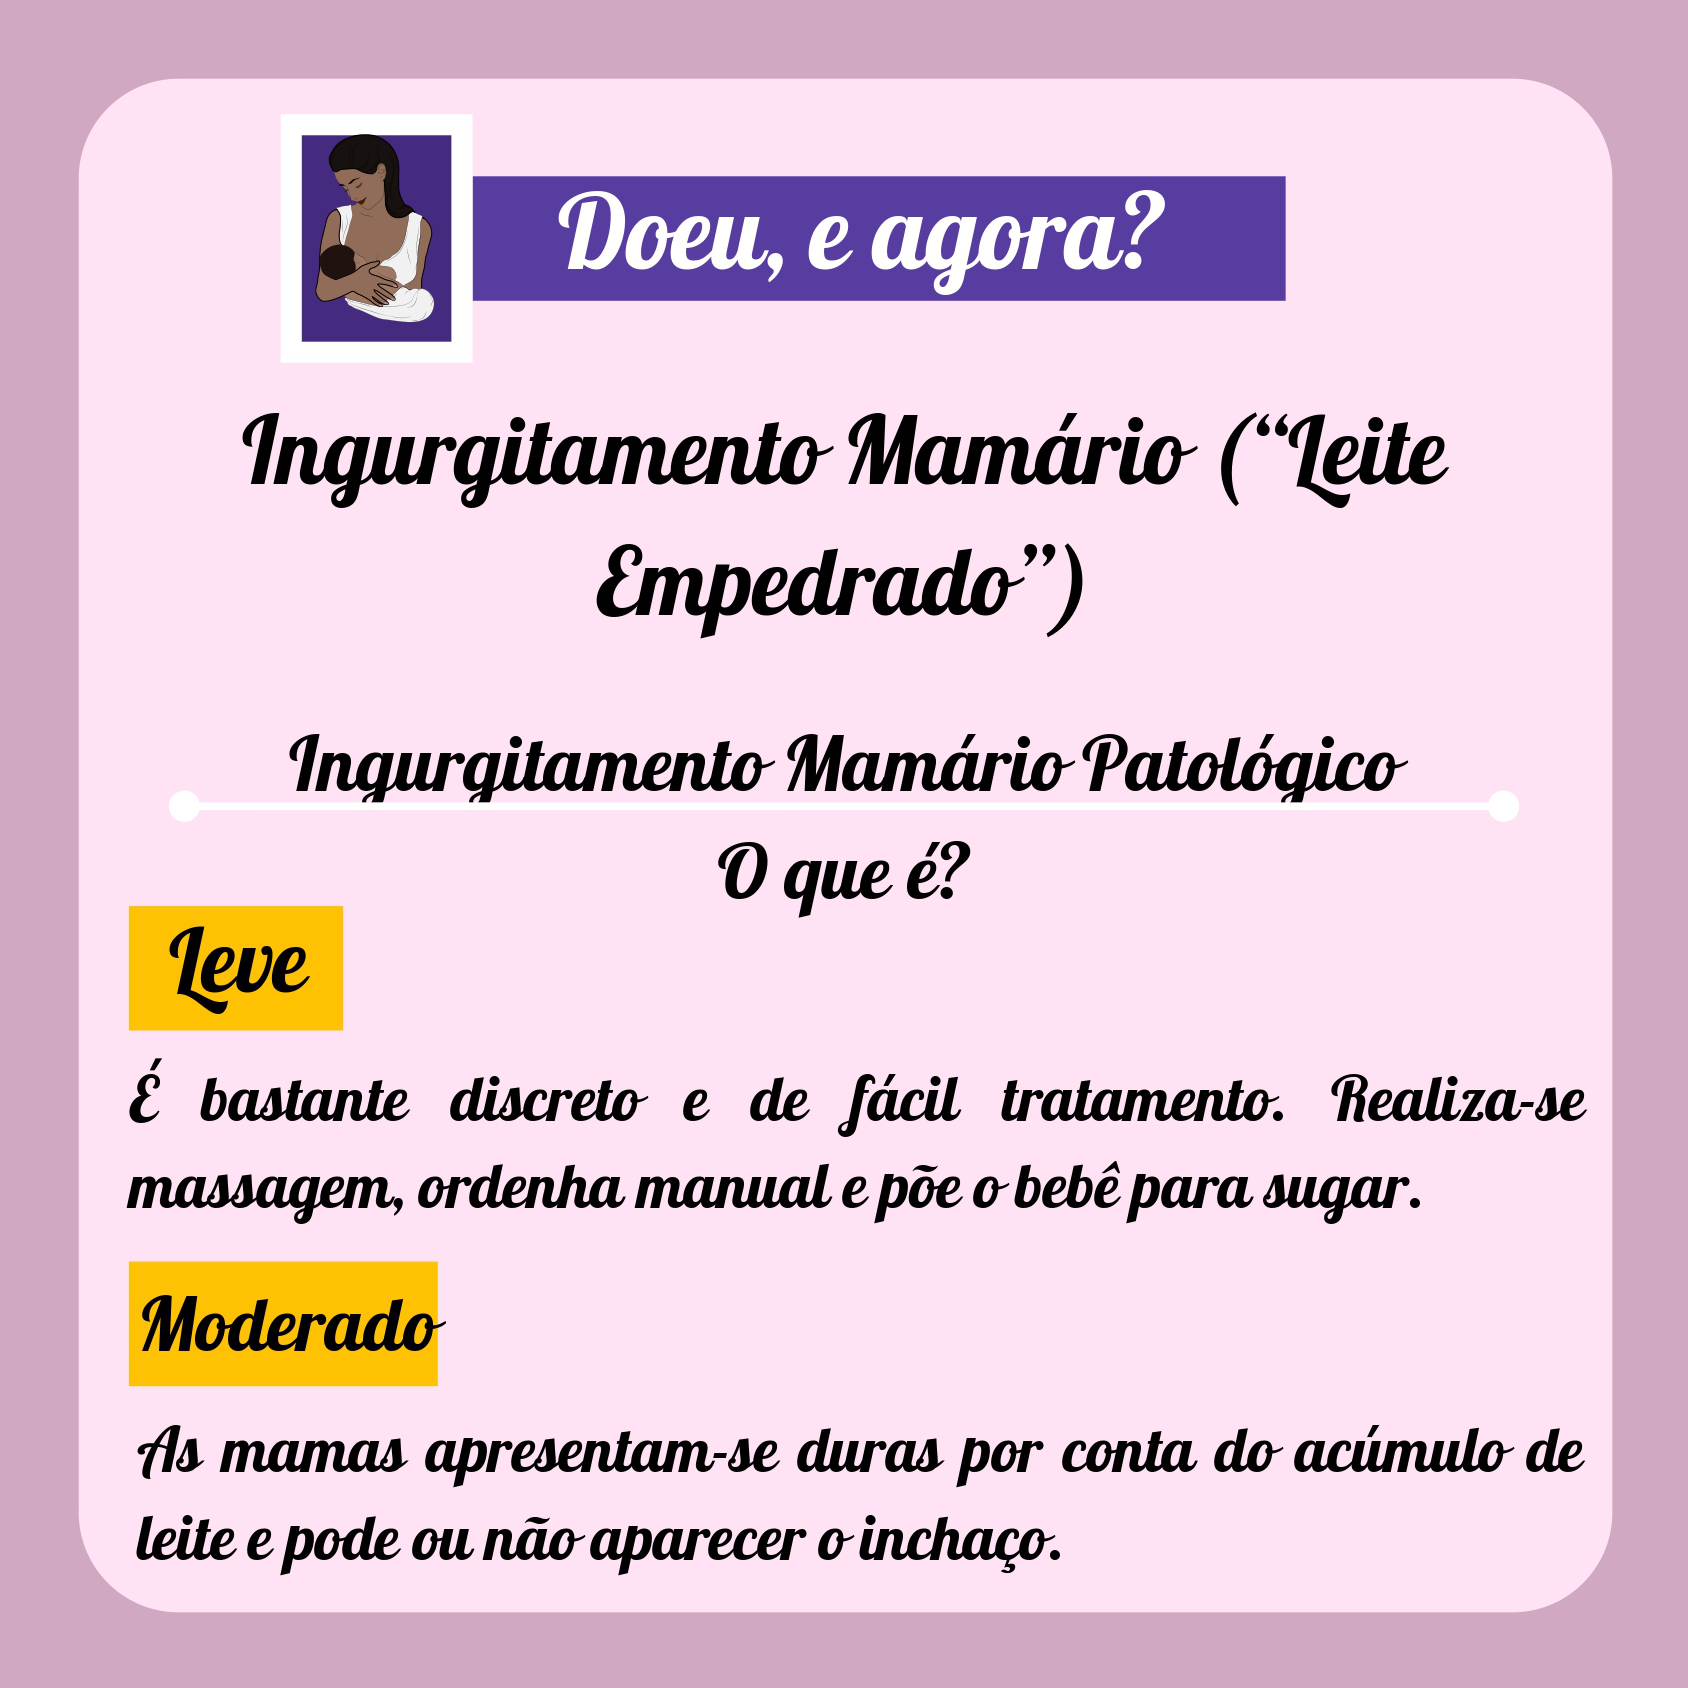 Doeu, e agora?
Ingurgitamento Mamário (“Leite
Empedrado”)
Ingurgitamento Mamário Patológico
O que é?
Leve
É bastante discreto e de fácil tratamento. Realiza-se
massagem, ordenha manual e põe o bebê para sugar.
Moderado
As mamas apresentam-se duras por conta do acúmulo de
leite e pode ou não aparecer o inchaço.